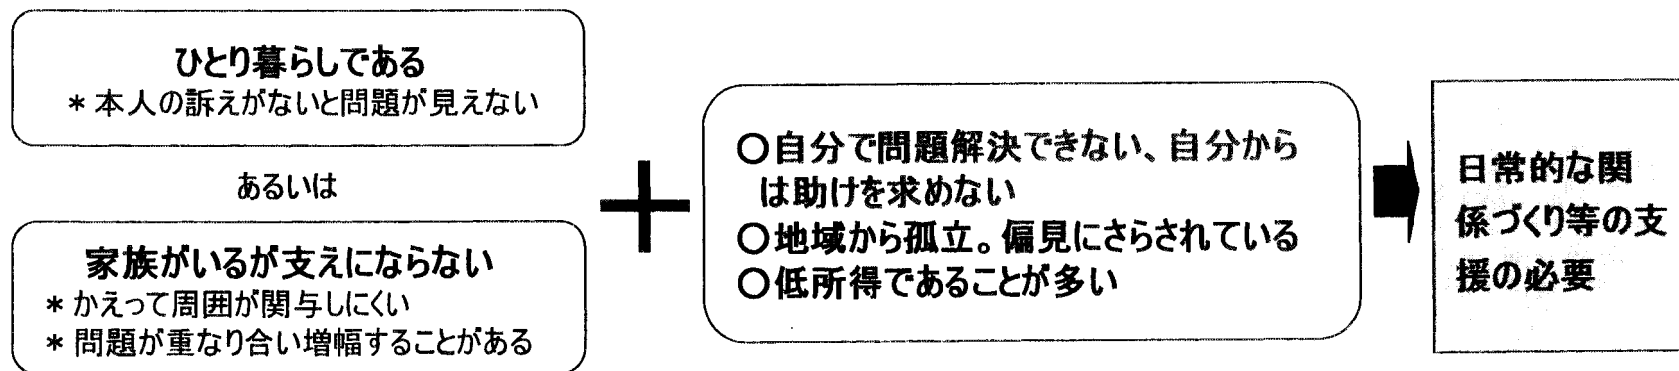 ひとり暮らしである
＊本人の訴えがないと問題が見えない
あるいは
家族がいるが支えにならない
＊かえって周囲が関与しにくい
＊問題が重なり合い増幅することがある
○自分で問題解決できない、自分から
は助けを求めない
○地域から孤立。偏見にさらされている
○低所得であることが多い
日常的な関
係づくり等の支
援の必要